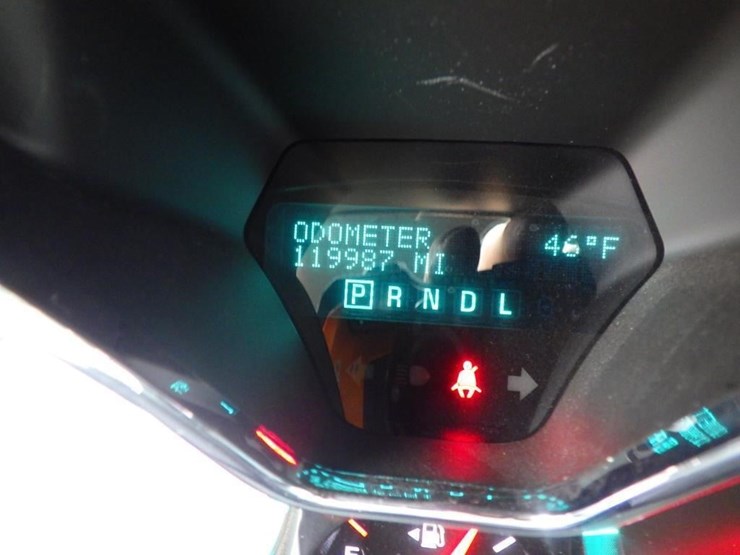 ODOMETER 46°F
119987 MI
P R N D L
E